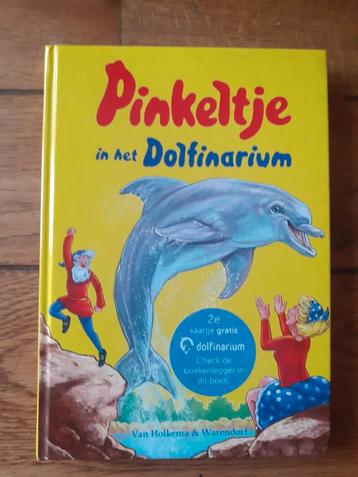 Pinkeltje
in het Dolfinarium
2e
kaartje gratis
dolfinarium
Check de
boekenlegger in
dit boek
Van Holkema & Warendorf